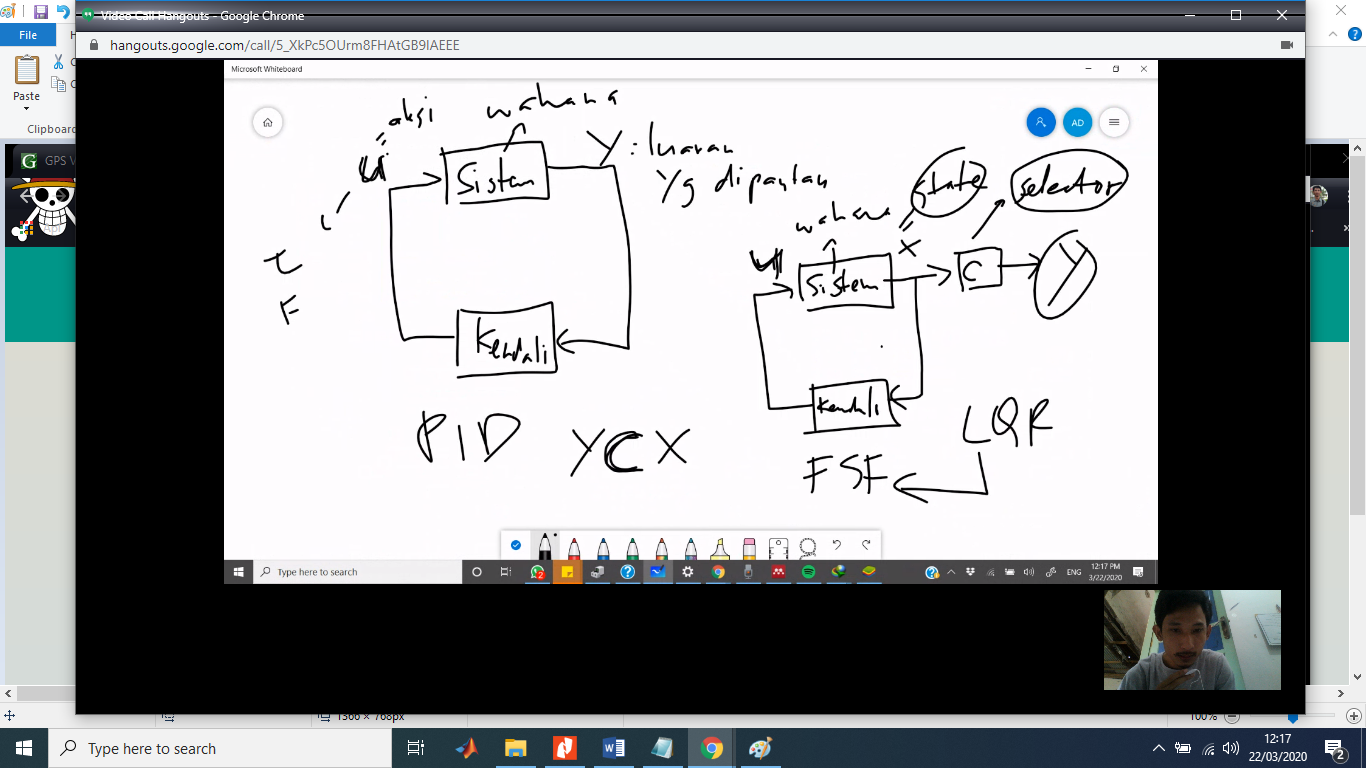 Video Call Hangouts - Google Chrome
File
hangouts.google.com/call/5_XkPc5OUrm8FHAtGB9IAEEE
Paste
Clipboard
GPS V
Microsoft Whiteboard
AD
aksi
wahana
Sistem
Y : luaran
yg dipantau
Kendali
τ
F
PID
Y C X
wahana
state
selector
Sistem
X
C
Y
Kendali
FSF
LQR
Type here to search
ENG
12:17 PM
3/22/2020
1366 × 768px
100%
Type here to search
12:17
22/03/2020
2